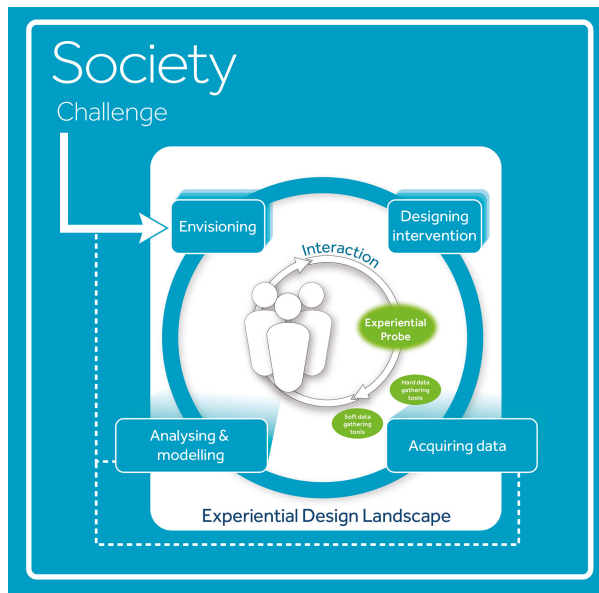 Society
Challenge
Envisioning
Designing
intervention
Interaction
Experiential
Probe
Hard data
gathering
tools
Soft data
gathering
tools
Analysing &
modelling
Acquiring data
Experiential Design Landscape